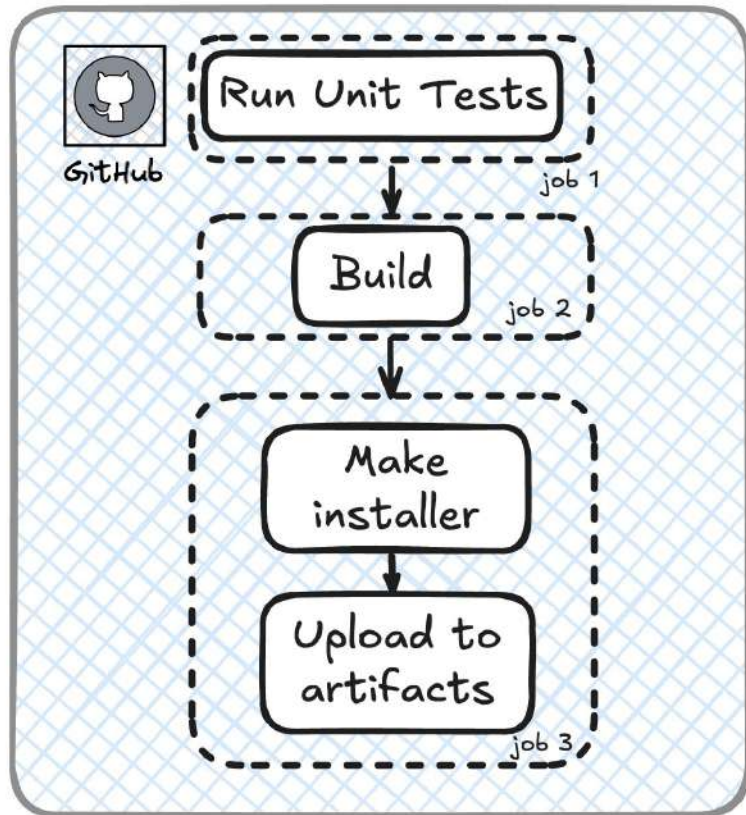 Run Unit Tests
GitHub
job 1
Build
job 2
Make
installer
Upload to
artifacts
job 3